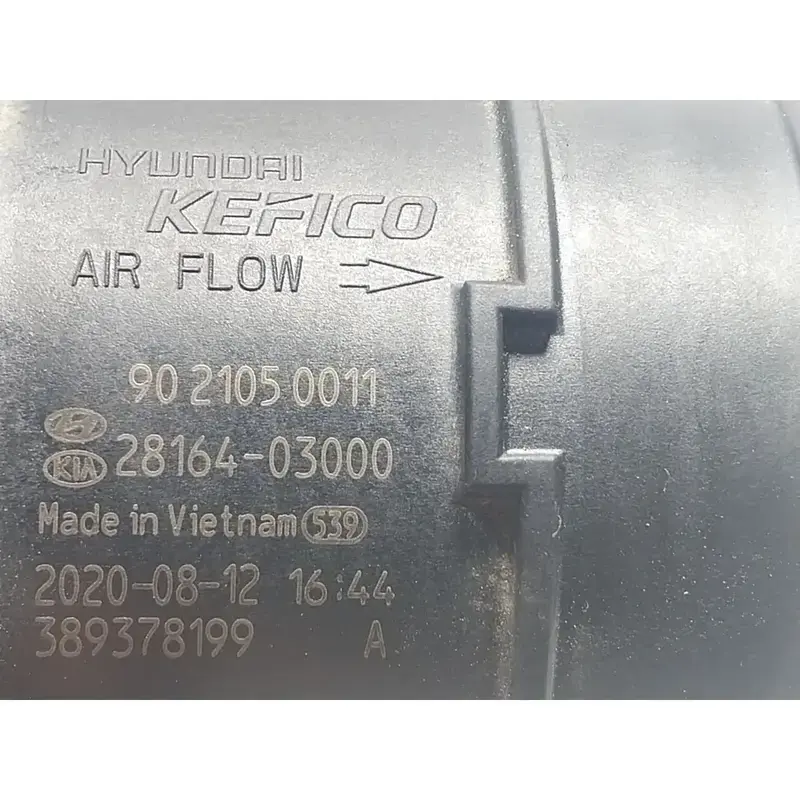 HYUNDAI
KEFICO
AIR FLOW
90 2105 0011
KIA 28164-03000
Made in Vietnam 539
2020-08-12 16:44
389378199 A